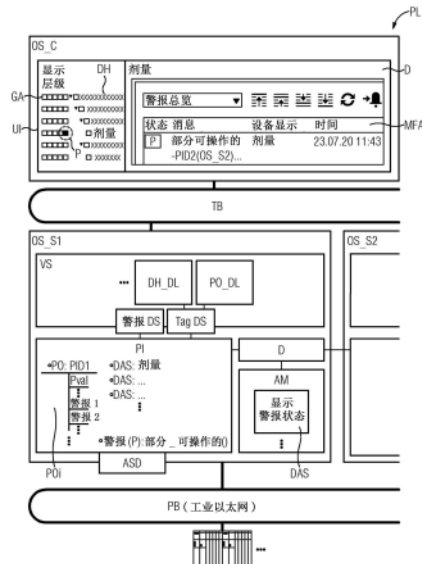 PL
OS_C
显示
层级
DH
剂量
D
GA
UI
警报总览
状态 消息 设备显示 时间
P 部分可操作的 剂量 23.07.20 11:43
-PID2(OS_S2)...
MFA
剂量
P
TB
OS_S1
OS_S2
VS
... DH_DL PO_DL
警报 DS Tag DS
PI
PO: PID1
Pval
警报 1
警报 2
DAS: 剂量
DAS: ...
DAS: ...
警报(P):部分_可操作的()
D
AM
显示
警报状态
POi
ASD
DAS
PB(工业以太网)
...